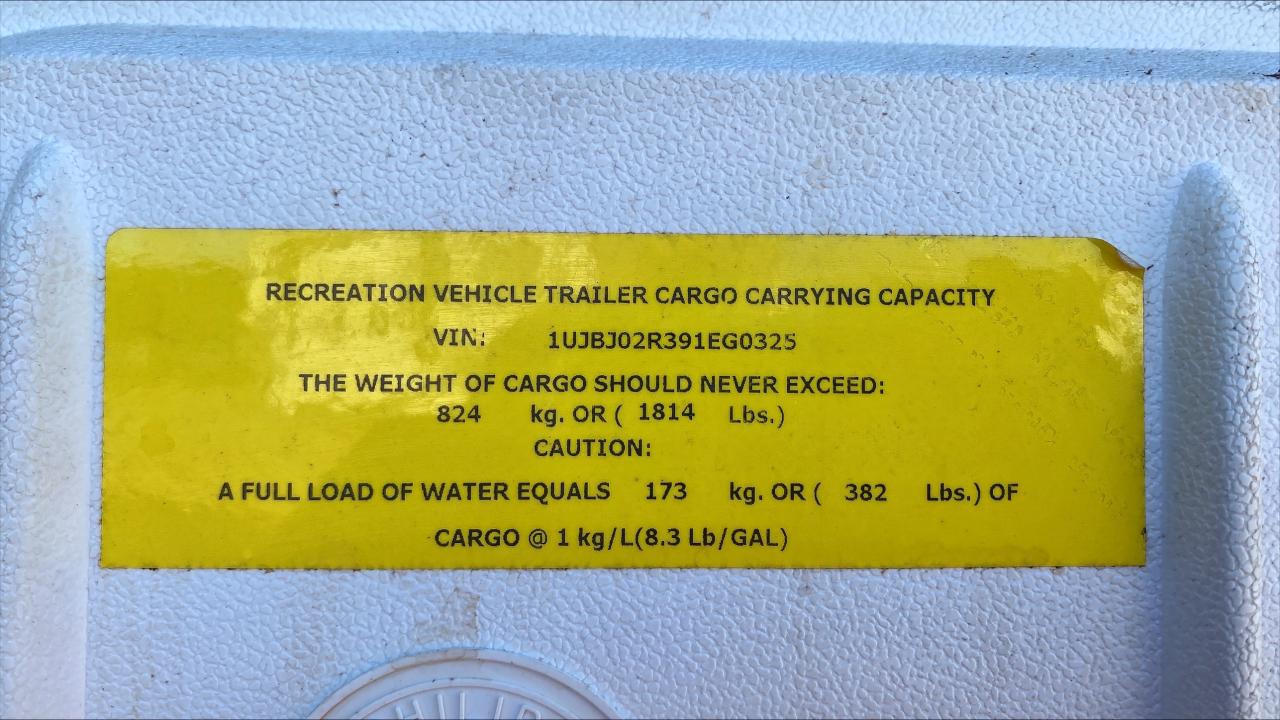 RECREATION VEHICLE TRAILER CARGO CARRYING CAPACITY
VIN: 1UJBJ02R391EG0325
THE WEIGHT OF CARGO SHOULD NEVER EXCEED:
824 kg. OR ( 1814 Lbs.)
CAUTION:
A FULL LOAD OF WATER EQUALS 173 kg. OR ( 382 Lbs.) OF
CARGO @ 1 kg/L(8.3 Lb/GAL)